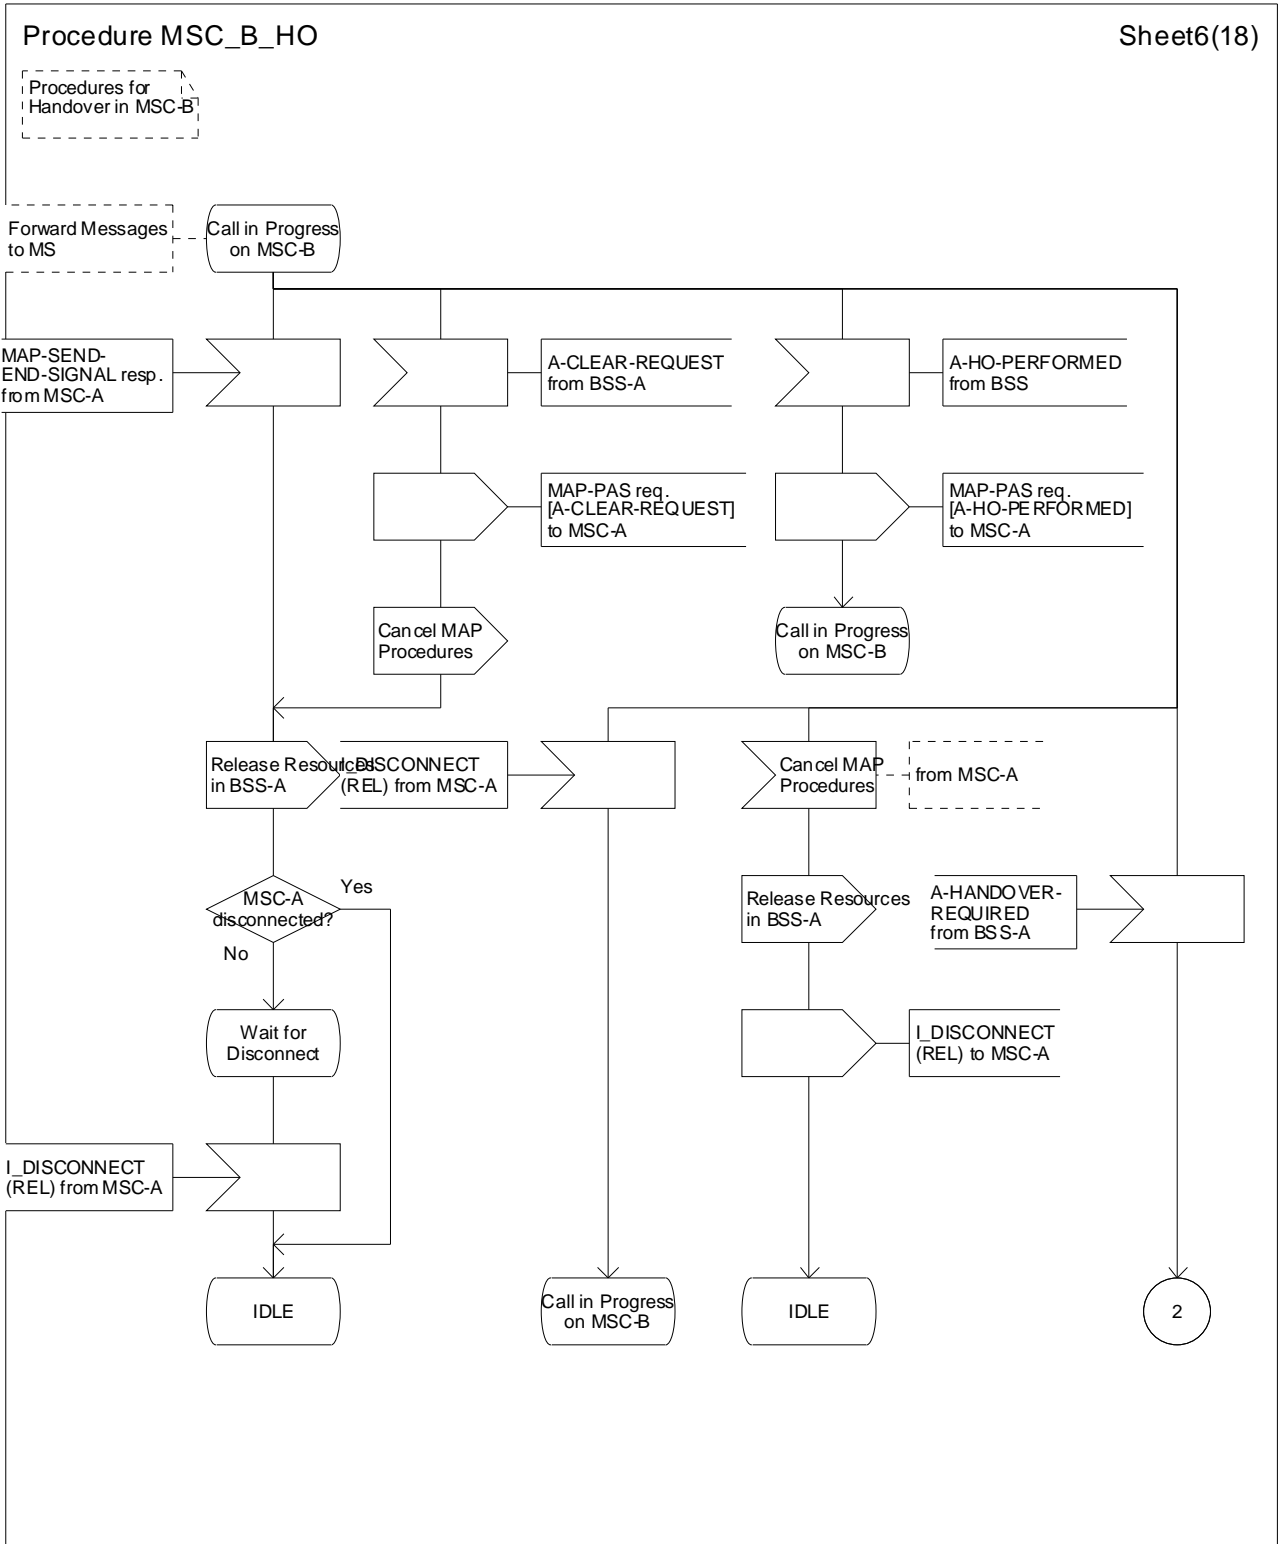 Procedure MSC_B_HO
Sheet6(18)
Procedures for
Handover in MSC-B
Forward Messages
to MS
Call in Progress
on MSC-B
MAP-SEND-
END-SIGNAL resp.
from MSC-A
A-CLEAR-REQUEST
from BSS-A
A-HO-PERFORMED
from BSS
MAP-PAS req.
[A-CLEAR-REQUEST]
to MSC-A
MAP-PAS req.
[A-HO-PERFORMED]
to MSC-A
Cancel MAP
Procedures
Call in Progress
on MSC-B
Release Resources
in BSS-A
I_DISCONNECT
(REL) from MSC-A
Cancel MAP
Procedures
from MSC-A
MSC-A
disconnected?
Yes
No
Release Resources
in BSS-A
A-HANDOVER-
REQUIRED
from BSS-A
Wait for
Disconnect
I_DISCONNECT
(REL) to MSC-A
I_DISCONNECT
(REL) from MSC-A
IDLE
Call in Progress
on MSC-B
IDLE
2